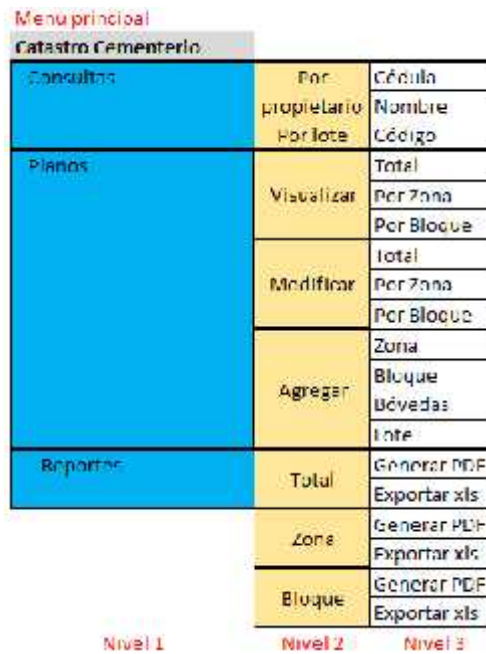 Menu principal
Catastro Cementerio
Consultas
Por propietario
Cédula
Nombre
Por lote
Código
Planos
Visualizar
Total
Por Zona
Por Bloque
Modificar
Total
Por Zona
Por Bloque
Agregar
Zona
Bloque
Bóvedas
Lote
Reportes
Total
Generar PDF
Exportar xls
Zona
Generar PDF
Exportar xls
Bloque
Generar PDF
Exportar xls
Nivel 1 Nivel 2 Nivel 3